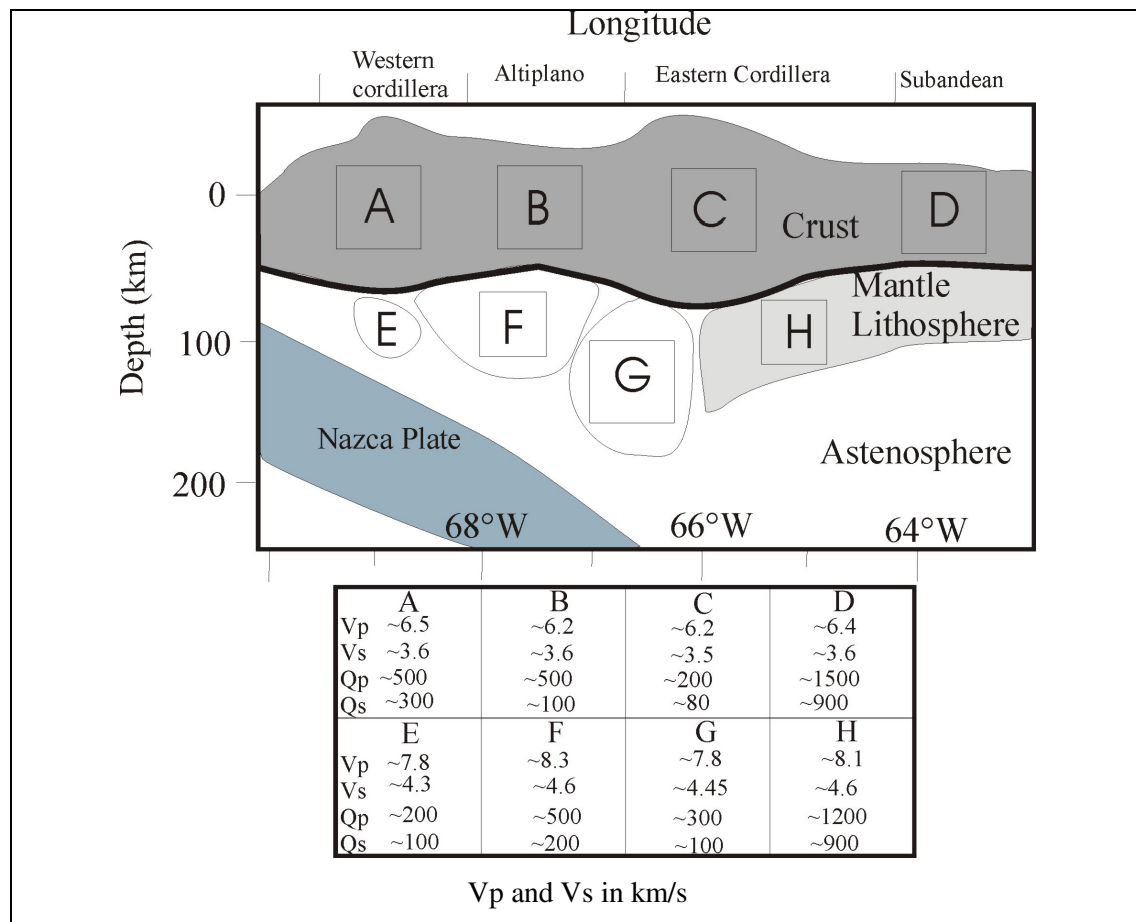 Longitude
Western cordillera
Altiplano
Eastern Cordillera
Subandean
Depth (km)
0
100
200
A
B
C
D
Crust
Mantle
Lithosphere
E
F
G
H
Nazca Plate
Astenosphere
68°W
66°W
64°W
A B C D
Vp ~6.5 ~6.2 ~6.2 ~6.4
Vs ~3.6 ~3.6 ~3.5 ~3.6
Qp ~500 ~500 ~200 ~1500
Qs ~300 ~100 ~80 ~900
E F G H
Vp ~7.8 ~8.3 ~7.8 ~8.1
Vs ~4.3 ~4.6 ~4.45 ~4.6
Qp ~200 ~500 ~300 ~1200
Qs ~100 ~200 ~100 ~900
Vp and Vs in km/s